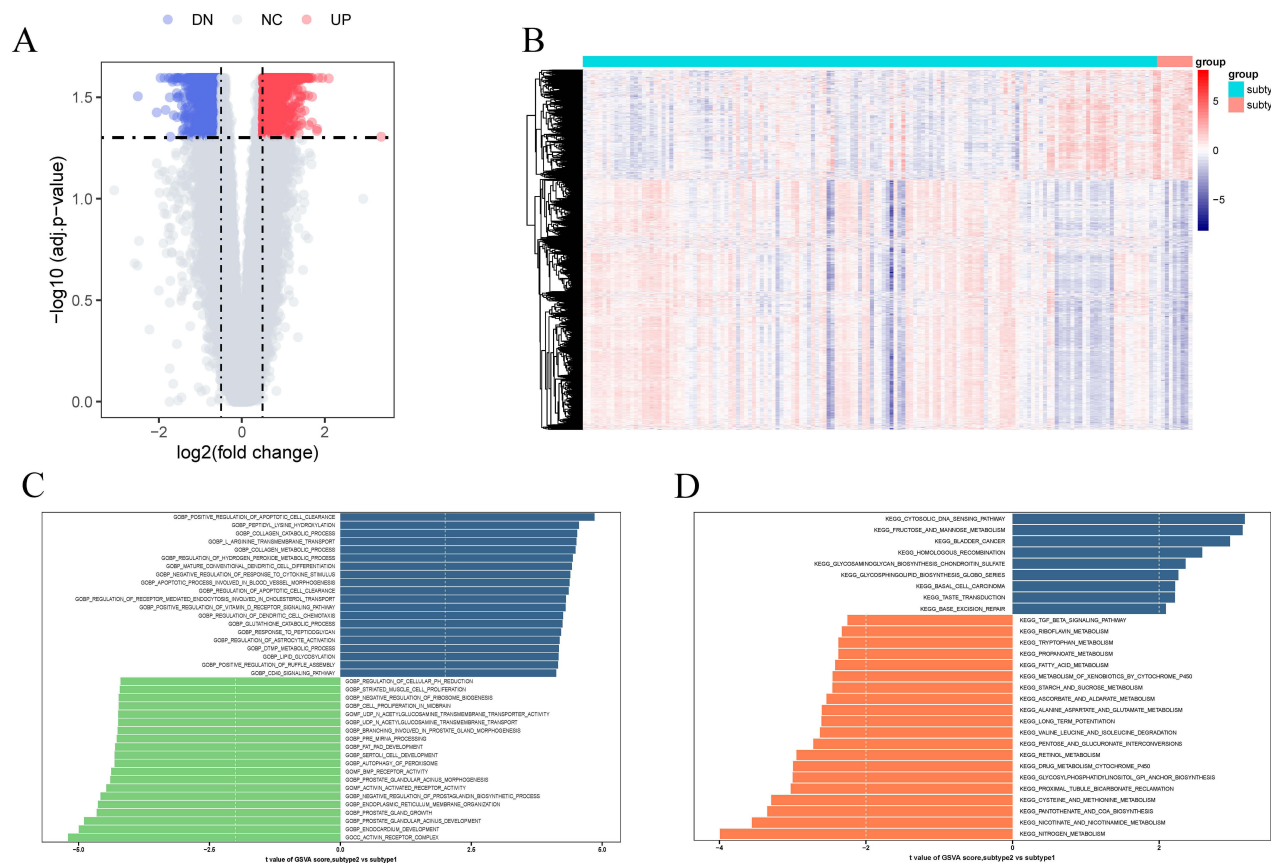 DN NC UP
A
B
−log10 (adj.p−value)
1.5
1.0
0.5
0.0
−2 0 2
log2(fold change)
group
5
0
−5
group
subty
subty
C
GOBP_POSITIVE_REGULATION_OF_APOPTOTIC_CELL_CLEARANCE
GOBP_PEPTIDYL_LYSINE_HYDROXYLATION
GOBP_COLLAGEN_CATABOLIC_PROCESS
GOBP_L_ARGININE_TRANSMEMBRANE_TRANSPORT
GOBP_COLLAGEN_METABOLIC_PROCESS
GOBP_REGULATION_OF_HYDROGEN_PEROXIDE_METABOLIC_PROCESS
GOBP_MATURE_CONVENTIONAL_DENDRITIC_CELL_DIFFERENTIATION
GOBP_NEGATIVE_REGULATION_OF_RESPONSE_TO_CYTOKINE_STIMULUS
GOBP_APOPTOTIC_PROCESS_INVOLVED_IN_BLOOD_VESSEL_MORPHOGENESIS
GOBP_REGULATION_OF_APOPTOTIC_CELL_CLEARANCE
GOBP_REGULATION_OF_RECEPTOR_MEDIATED_ENDOCYTOSIS_INVOLVED_IN_CHOLESTEROL_TRANSPORT
GOBP_POSITIVE_REGULATION_OF_VITAMIN_D_RECEPTOR_SIGNALING_PATHWAY
GOBP_REGULATION_OF_DENDRITIC_CELL_CHEMOTAXIS
GOBP_GLUTATHIONE_CATABOLIC_PROCESS
GOBP_RESPONSE_TO_PEPTIDOGLYCAN
GOBP_REGULATION_OF_ASTROCYTE_ACTIVATION
GOBP_DTMP_METABOLIC_PROCESS
GOBP_LIPID_GLYCOSYLATION
GOBP_POSITIVE_REGULATION_OF_RUFFLE_ASSEMBLY
GOBP_CD40_SIGNALING_PATHWAY
GOBP_REGULATION_OF_CELLULAR_PH_REDUCTION
GOBP_STRIATED_MUSCLE_CELL_PROLIFERATION
GOBP_NEGATIVE_REGULATION_OF_RIBOSOME_BIOGENESIS
GOBP_CELL_PROLIFERATION_IN_MIDBRAIN
GOMF_UDP_N_ACETYLGLUCOSAMINE_TRANSMEMBRANE_TRANSPORTER_ACTIVITY
GOBP_UDP_N_ACETYLGLUCOSAMINE_TRANSMEMBRANE_TRANSPORT
GOBP_BRANCHING_INVOLVED_IN_PROSTATE_GLAND_MORPHOGENESIS
GOBP_PRE_MIRNA_PROCESSING
GOBP_FAT_PAD_DEVELOPMENT
GOBP_SERTOLI_CELL_DEVELOPMENT
GOBP_AUTOPHAGY_OF_PEROXISOME
GOMF_BMP_RECEPTOR_ACTIVITY
GOBP_PROSTATE_GLANDULAR_ACINUS_MORPHOGENESIS
GOMF_ACTIVIN_ACTIVATED_RECEPTOR_ACTIVITY
GOBP_NEGATIVE_REGULATION_OF_PROSTAGLANDIN_BIOSYNTHETIC_PROCESS
GOBP_ENDOPLASMIC_RETICULUM_MEMBRANE_ORGANIZATION
GOBP_PROSTATE_GLAND_GROWTH
GOBP_PROSTATE_GLANDULAR_ACINUS_DEVELOPMENT
GOBP_ENDOCARDIUM_DEVELOPMENT
GOCC_ACTIVIN_RECEPTOR_COMPLEX
−5.0 −2.5 0.0 2.5 5.0
t value of GSVA score,subtype2 vs subtype1
D
KEGG_CYTOSOLIC_DNA_SENSING_PATHWAY
KEGG_FRUCTOSE_AND_MANNOSE_METABOLISM
KEGG_BLADDER_CANCER
KEGG_HOMOLOGOUS_RECOMBINATION
KEGG_GLYCOSAMINOGLYCAN_BIOSYNTHESIS_CHONDROITIN_SULFATE
KEGG_GLYCOSPHINGOLIPID_BIOSYNTHESIS_GLOBO_SERIES
KEGG_BASAL_CELL_CARCINOMA
KEGG_TASTE_TRANSDUCTION
KEGG_BASE_EXCISION_REPAIR
KEGG_TGF_BETA_SIGNALING_PATHWAY
KEGG_RIBOFLAVIN_METABOLISM
KEGG_TRYPTOPHAN_METABOLISM
KEGG_PROPANOATE_METABOLISM
KEGG_FATTY_ACID_METABOLISM
KEGG_METABOLISM_OF_XENOBIOTICS_BY_CYTOCHROME_P450
KEGG_STARCH_AND_SUCROSE_METABOLISM
KEGG_ASCORBATE_AND_ALDARATE_METABOLISM
KEGG_ALANINE_ASPARTATE_AND_GLUTAMATE_METABOLISM
KEGG_LONG_TERM_POTENTIATION
KEGG_VALINE_LEUCINE_AND_ISOLEUCINE_DEGRADATION
KEGG_PENTOSE_AND_GLUCURONATE_INTERCONVERSIONS
KEGG_RETINOL_METABOLISM
KEGG_DRUG_METABOLISM_CYTOCHROME_P450
KEGG_GLYCOSYLPHOSPHATIDYLINOSITOL_GPI_ANCHOR_BIOSYNTHESIS
KEGG_PROXIMAL_TUBULE_BICARBONATE_RECLAMATION
KEGG_CYSTEINE_AND_METHIONINE_METABOLISM
KEGG_PANTOTHENATE_AND_COA_BIOSYNTHESIS
KEGG_NICOTINATE_AND_NICOTINAMIDE_METABOLISM
KEGG_NITROGEN_METABOLISM
−4 −2 0 2
t value of GSVA score,subtype2 vs subtype1